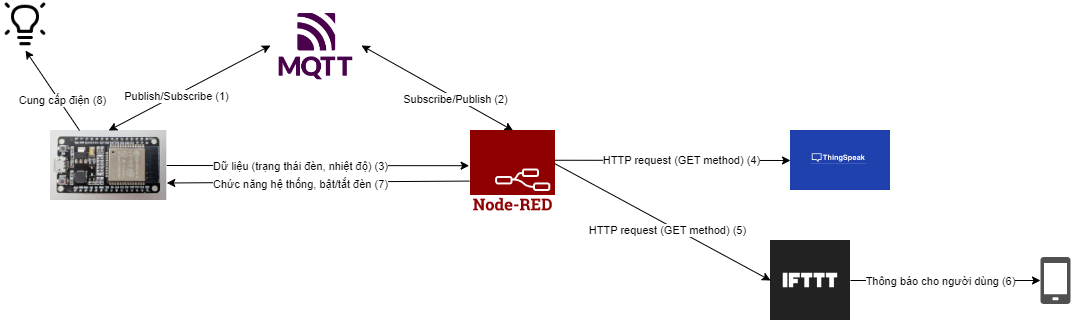 MQTT
Cung cấp điện (8)
Publish/Subscribe (1)
Subscribe/Publish (2)
Dữ liệu (trạng thái đèn, nhiệt độ) (3)
HTTP request (GET method) (4)
ThingSpeak
Chức năng hệ thống, bật/tắt đèn (7)
Node-RED
HTTP request (GET method) (5)
IFTTT
Thông báo cho người dùng (6)